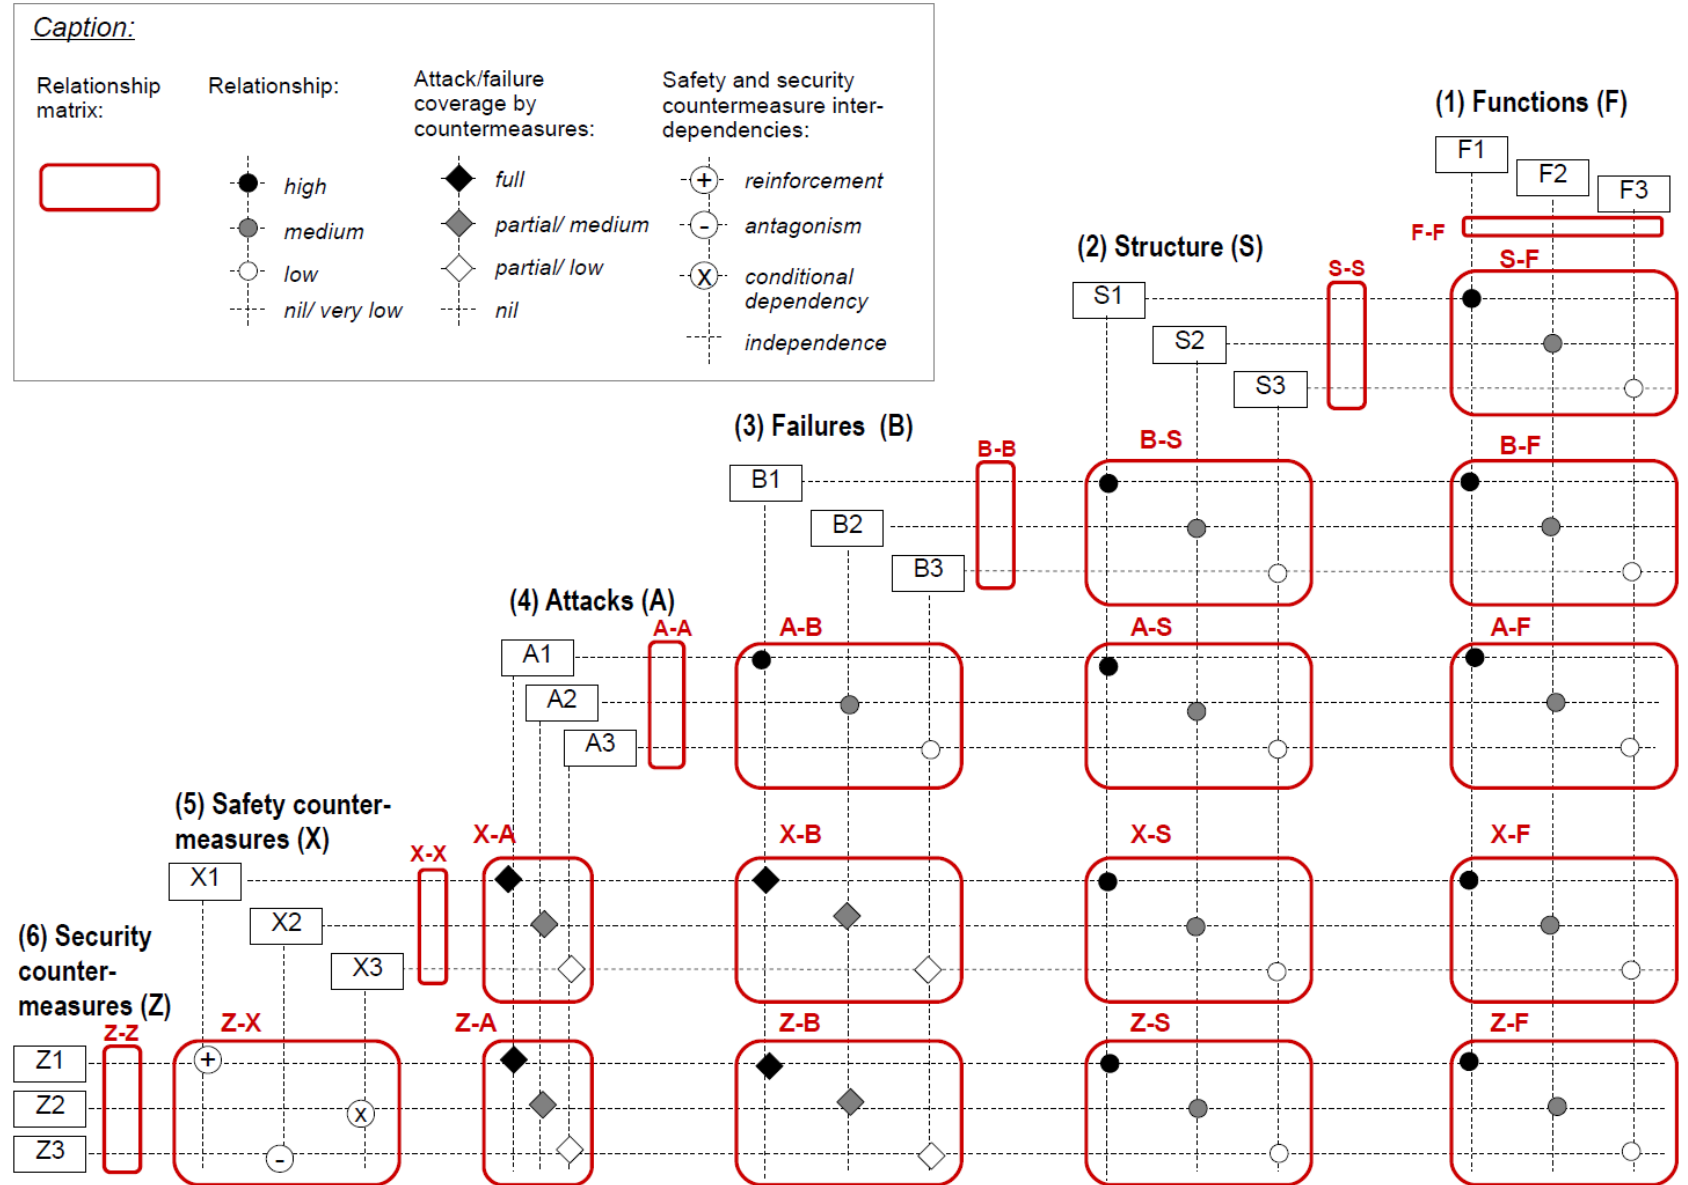 Caption:
Relationship
matrix:
Relationship:
high
medium
low
nil/ very low
Attack/failure
coverage by
countermeasures:
full
partial/ medium
partial/ low
nil
Safety and security
countermeasure inter-
dependencies:
+
reinforcement
-
antagonism
X
conditional
dependency
independence
(1) Functions (F)
F1
F2
F3
F-F
(2) Structure (S)
S-S
S-F
S1
S2
S3
(3) Failures (B)
B-B
B-S
B-F
B1
B2
B3
(4) Attacks (A)
A-A
A-B
A-S
A-F
A1
A2
A3
(5) Safety counter-
measures (X)
X-X
X-A
X-B
X-S
X-F
X1
X2
X3
(6) Security
counter-
measures (Z)
Z-Z
Z-X
Z-A
Z-B
Z-S
Z-F
Z1
+
Z2
X
Z3
-